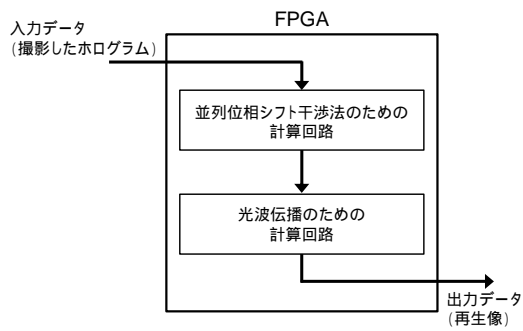 FPGA
入力データ
(撮影したホログラム)
並列位相シフト干渉法のための
計算回路
光波伝播のための
計算回路
出力データ
(再生像)